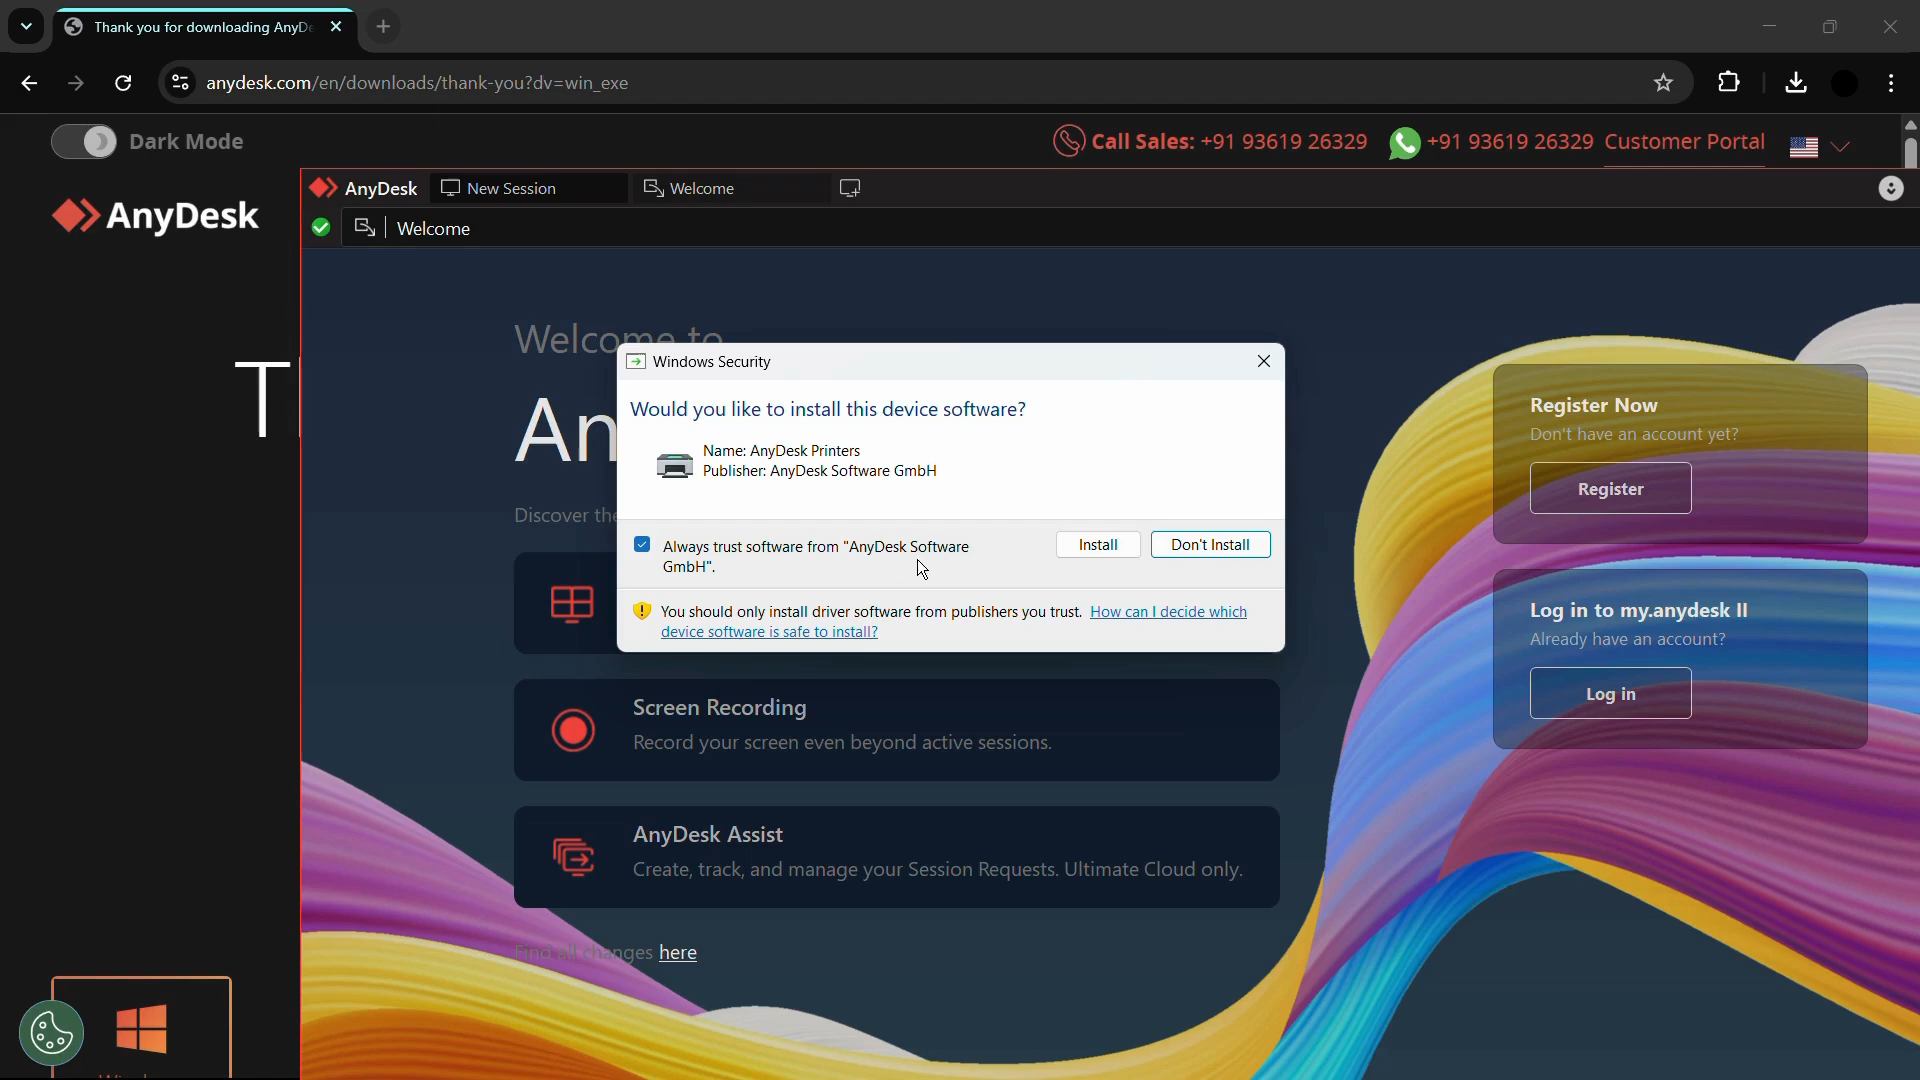 Thank you for downloading AnyDe
anydesk.com/en/downloads/thank-you?dv=win_exe
Dark Mode
Call Sales: +91 93619 26329
+91 93619 26329
Customer Portal
AnyDesk
AnyDesk
New Session
Welcome
Welcome
T
Welcome to
An
Discover the
Windows Security
Would you like to install this device software?
Name: AnyDesk Printers
Publisher: AnyDesk Software GmbH
Always trust software from "AnyDesk Software
GmbH".
Install
Don't Install
You should only install driver software from publishers you trust. How can I decide which
device software is safe to install?
Register Now
Don't have an account yet?
Register
Log in to my.anydesk II
Already have an account?
Log in
Screen Recording
Record your screen even beyond active sessions.
AnyDesk Assist
Create, track, and manage your Session Requests. Ultimate Cloud only.
Find all changes here